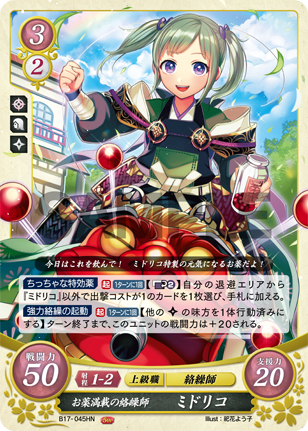 3
2
SAMPLE
今日はこれを飲んで! ミドリコ特製の元気になるお薬だよ!
ちっちゃな特効薬 起 1ターンに1回 【2】自分の退避エリアから
『ミドリコ』以外で出撃コストが1のカードを1枚選び、手札に加える。
強力絡繰の起動 起 1ターンに1回 【他の の味方を1体行動済みに
する】ターン終了まで、このユニットの戦闘力は+20される。
戦闘力
50
射程 1-2 上級職 絡繰師
支援力
20
お薬満載の絡繰師 ミドリコ
B17-045HN
Illust:祀花よう子